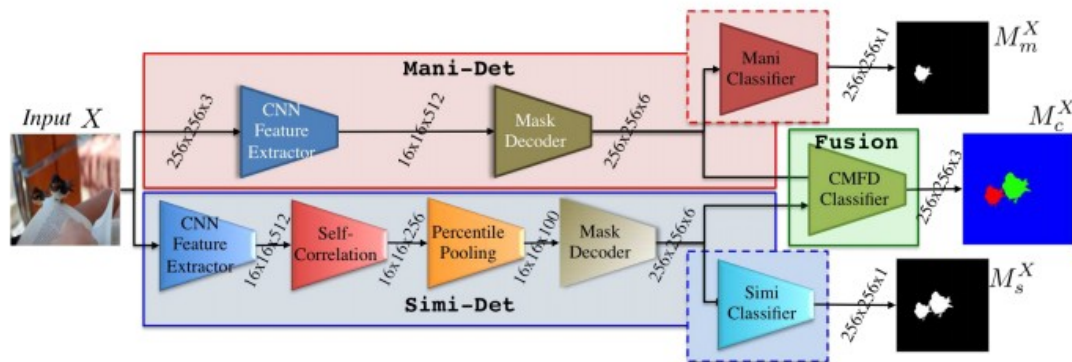 Input X
Mani-Det
256x256x3
CNN
Feature
Extractor
16x16x512
Mask
Decoder
256x256x6
Mani
Classifier
256x256x1
M_m^X
Fusion
CMFD
Classifier
256x256x3
M_c^X
CNN
Feature
Extractor
16x16x512
Self-
Correlation
16x16x256
Percentile
Pooling
16x16x100
Mask
Decoder
256x256x6
Simi-Det
Simi
Classifier
256x256x1
M_s^X